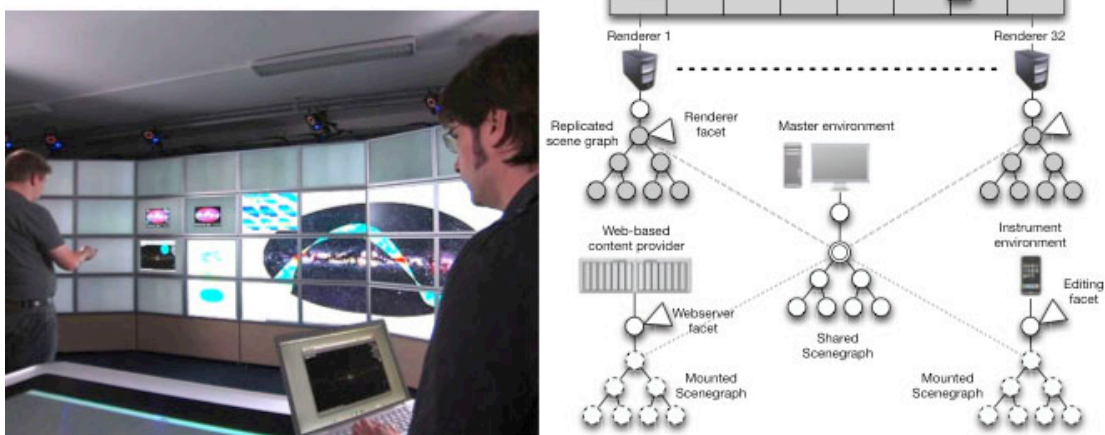 Renderer 1
Renderer 32
Replicated
scene graph
Renderer
facet
Master environment
Web-based
content provider
Instrument
environment
Webserver
facet
Editing
facet
Shared
Scenegraph
Mounted
Scenegraph
Mounted
Scenegraph